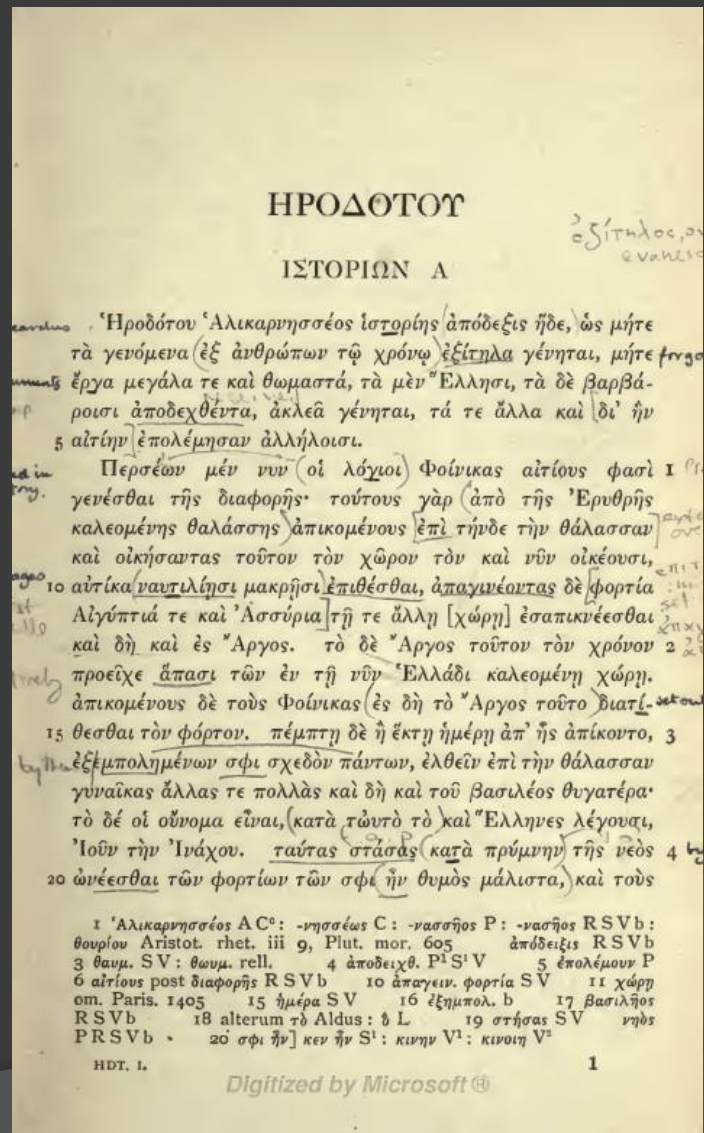 ΗΡΟΔΟΤΟΥ
ἐξίτηλος,
ΙΣΤΟΡΙΩΝ Α
Ἡροδότου Ἁλικαρνησσέος ἱστορίης ἀπόδεξις ἥδε, ὡς μήτε
τὰ γενόμενα (ἐξ ἀνθρώπων τῷ χρόνῳ) ἐξίτηλα γένηται, μήτε
ἔργα μεγάλα τε καὶ θωμαστά, τὰ μὲν Ἕλλησι, τὰ δὲ βαρβά-
ροισι ἀποδεχθέντα, ἀκλεᾶ γένηται, τά τε ἄλλα καὶ δι' ἣν
5 αἰτίην ἐπολέμησαν ἀλλήλοισι.
Περσέων μέν νυν (οἱ λόγιοι) Φοίνικας αἰτίους φασὶ 1
γενέσθαι τῆς διαφορῆς· τούτους γὰρ (ἀπὸ τῆς Ἐρυθρῆς
καλεομένης θαλάσσης) ἀπικομένους [ἐπὶ τήνδε τὴν θάλασσαν]
καὶ οἰκήσαντας τοῦτον τὸν χῶρον τὸν καὶ νῦν οἰκέουσι,
10 αὐτίκα (ναυτιλίῃσι μακρῇσι) ἐπιθέσθαι, ἀπαγινέοντας δὲ [φορτία
Αἰγύπτιά τε καὶ Ἀσσύρια] τῇ τε ἄλλῃ [χώρῃ] ἐσαπικνέεσθαι
καὶ δὴ καὶ ἐς Ἄργος. τὸ δὲ Ἄργος τοῦτον τὸν χρόνον 2
προεῖχε ἅπασι τῶν ἐν τῇ νῦν Ἑλλάδι καλεομένῃ χώρῃ.
ἀπικομένους δὲ τοὺς Φοίνικας (ἐς δὴ τὸ Ἄργος τοῦτο) διατί- set out
15 θεσθαι τὸν φόρτον. πέμπτῃ δὲ ἢ ἕκτῃ ἡμέρῃ ἀπ' ἧς ἀπίκοντο, 3
ἐξεμπολημένων σφι σχεδὸν πάντων, ἐλθεῖν ἐπὶ τὴν θάλασσαν
γυναῖκας ἄλλας τε πολλὰς καὶ δὴ καὶ τοῦ βασιλέος θυγατέρα·
τὸ δέ οἱ οὔνομα εἶναι, (κατὰ τὠυτὸ τὸ καὶ Ἕλληνες λέγουσι,
Ἰοῦν τὴν Ἰνάχου. ταύτας στάσας (κατὰ πρύμνην) τῆς νεὸς 4
20 ὠνέεσθαι τῶν φορτίων τῶν σφι (ἦν θυμὸς μάλιστα,) καὶ τοὺς
1 Ἁλικαρνησσέος A Cᶜ : -νησσέως C : -νασσῆος P : -νασῆος R S V b :
θουρίου Aristot. rhet. iii 9, Plut. mor. 605 ἀπόδειξις R S V b
3 θαυμ. S V : θωυμ. rell. 4 ἀποδειχθ. P¹ S¹ V 5 ἐπολέμουν P
6 αἰτίους post διαφορῆς R S V b 10 ἀπαγειν. φορτία S V 11 χώρῃ
om. Paris. 1405 15 ἡμέρα S V 16 ἐξημπολ. b 17 βασιλῆος
R S V b 18 alterum τὸ Aldus : ὃ L 19 στήσας S V νηὸς
P R S V b 20 σφι ἦν] κεν ἦν S¹ : κινην V¹ : κινοιη V²
HDT. I. 1
Digitized by Microsoft ®